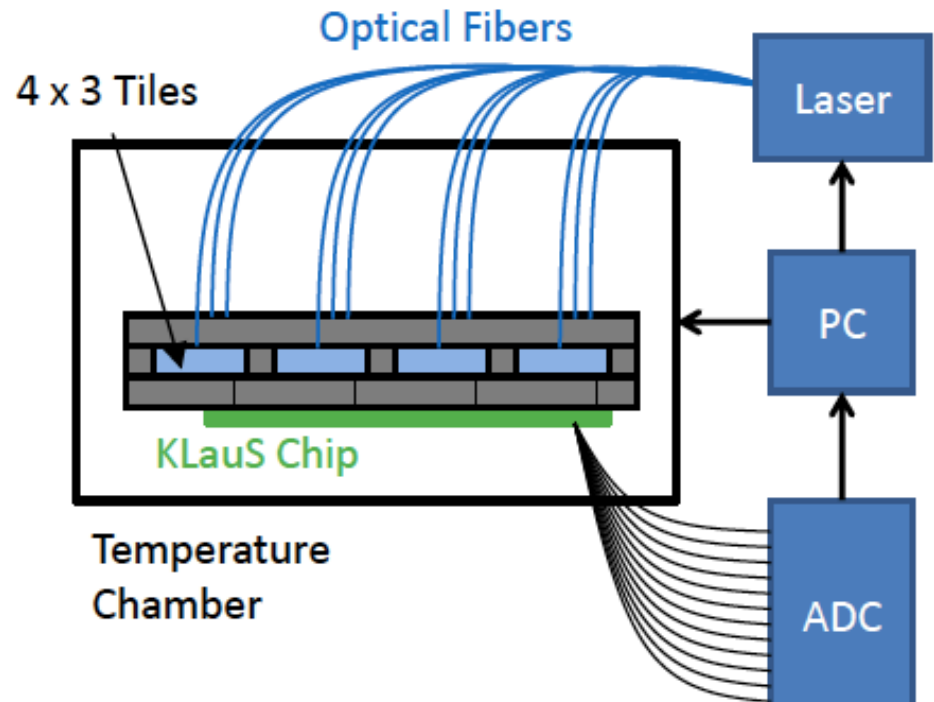 Optical Fibers
4 x 3 Tiles
Laser
PC
KLauS Chip
Temperature
Chamber
ADC